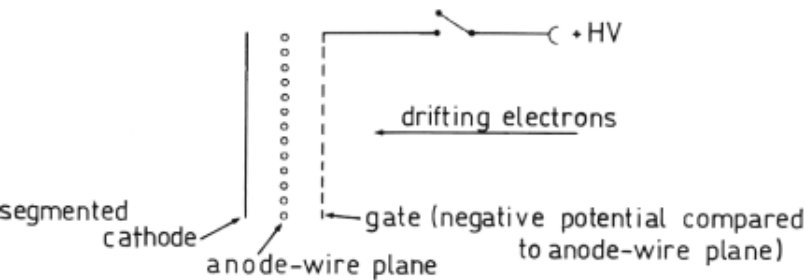 + HV
drifting electrons
segmented
cathode
gate (negative potential compared
to anode-wire plane)
anode-wire plane